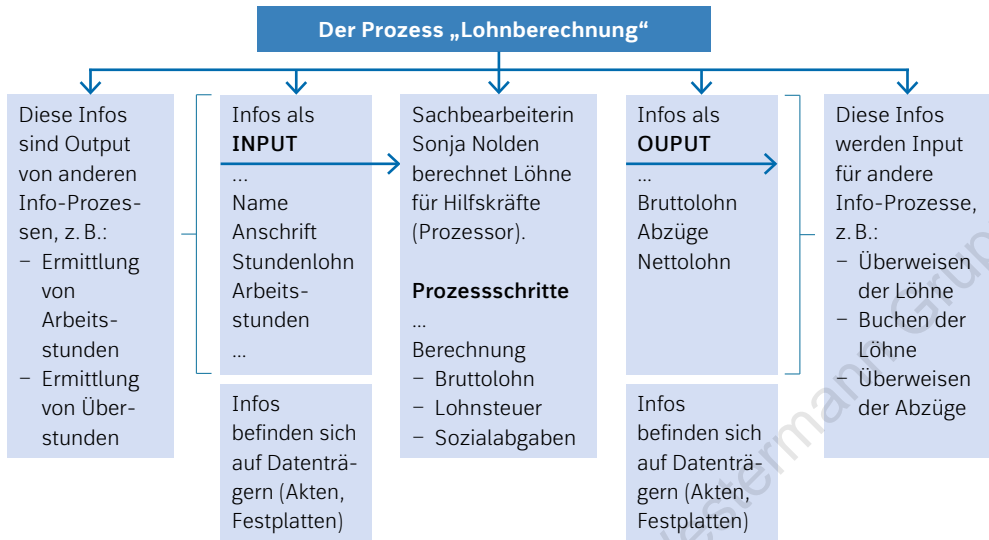 Der Prozess „Lohnberechnung“
Diese Infos
sind Output
von anderen
Info-Prozes-
sen, z. B.:
– Ermittlung
von
Arbeits-
stunden
– Ermittlung
von Über-
stunden
Infos als
INPUT
...
Name
Anschrift
Stundenlohn
Arbeits-
stunden
...
Infos
befinden sich
auf Datenträ-
gern (Akten,
Festplatten)
Sachbearbeiterin
Sonja Nolden
berechnet Löhne
für Hilfskräfte
(Prozessor).
Prozessschritte
...
Berechnung
– Bruttolohn
– Lohnsteuer
– Sozialabgaben
Infos als
OUPUT
...
Bruttolohn
Abzüge
Nettolohn
Infos
befinden sich
auf Datenträ-
gern (Akten,
Festplatten)
Diese Infos
werden Input
für andere
Info-Prozesse,
z. B.:
– Überweisen
der Löhne
– Buchen der
Löhne
– Überweisen
der Abzüge